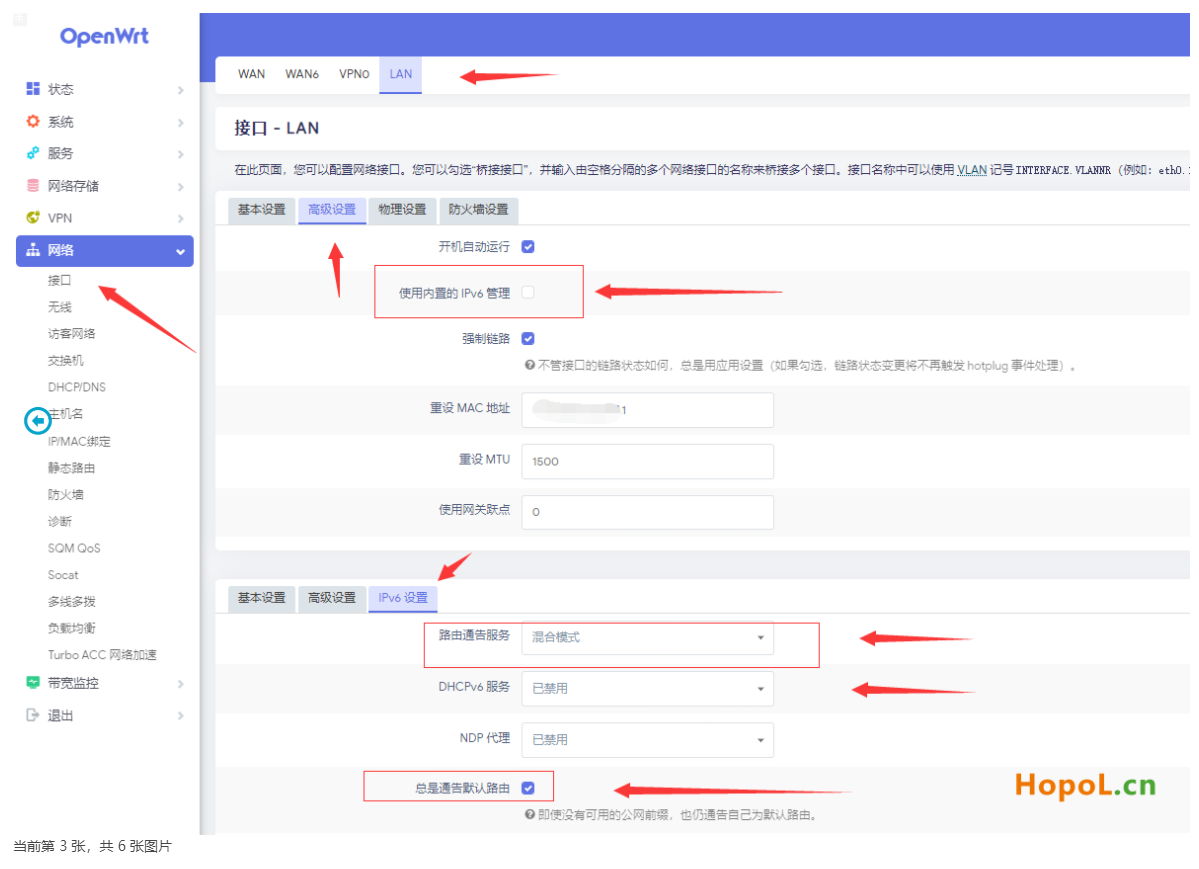 OpenWrt
状态
系统
服务
网络存储
VPN
网络
接口
无线
访客网络
交换机
DHCP/DNS
主机名
IP/MAC绑定
静态路由
防火墙
诊断
SQM QoS
Socat
多线多拨
负载均衡
Turbo ACC 网络加速
带宽监控
退出
WAN WAN6 VPN0 LAN
接口 - LAN
在此页面，您可以配置网络接口。您可以勾选“桥接接口”，并输入由空格分隔的多个网络接口的名称来桥接多个接口。接口名称中可以使用 VLAN 记号 INTERFACE.VLANNR（例如：eth0.
基本设置 高级设置 物理设置 防火墙设置
开机自动运行
使用内置的 IPv6 管理
强制链路
不管接口的链路状态如何，总是用应用设置（如果勾选，链路状态变更将不再触发 hotplug 事件处理）。
重设 MAC 地址 1
重设 MTU 1500
使用网关跃点 0
基本设置 高级设置 IPv6 设置
路由通告服务 混合模式
DHCPv6 服务 已禁用
NDP 代理 已禁用
总是通告默认路由
即使没有可用的公网前缀，也仍通告自己为默认路由。
HopoL.cn
当前第 3 张，共 6 张图片